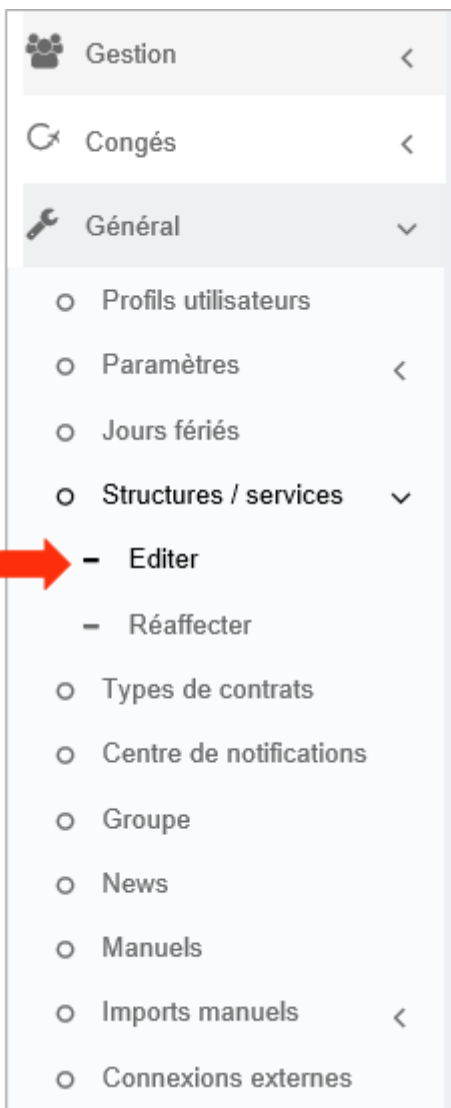 Gestion
Congés
Général
Profils utilisateurs
Paramètres
Jours fériés
Structures / services
Editer
Réaffecter
Types de contrats
Centre de notifications
Groupe
News
Manuels
Imports manuels
Connexions externes